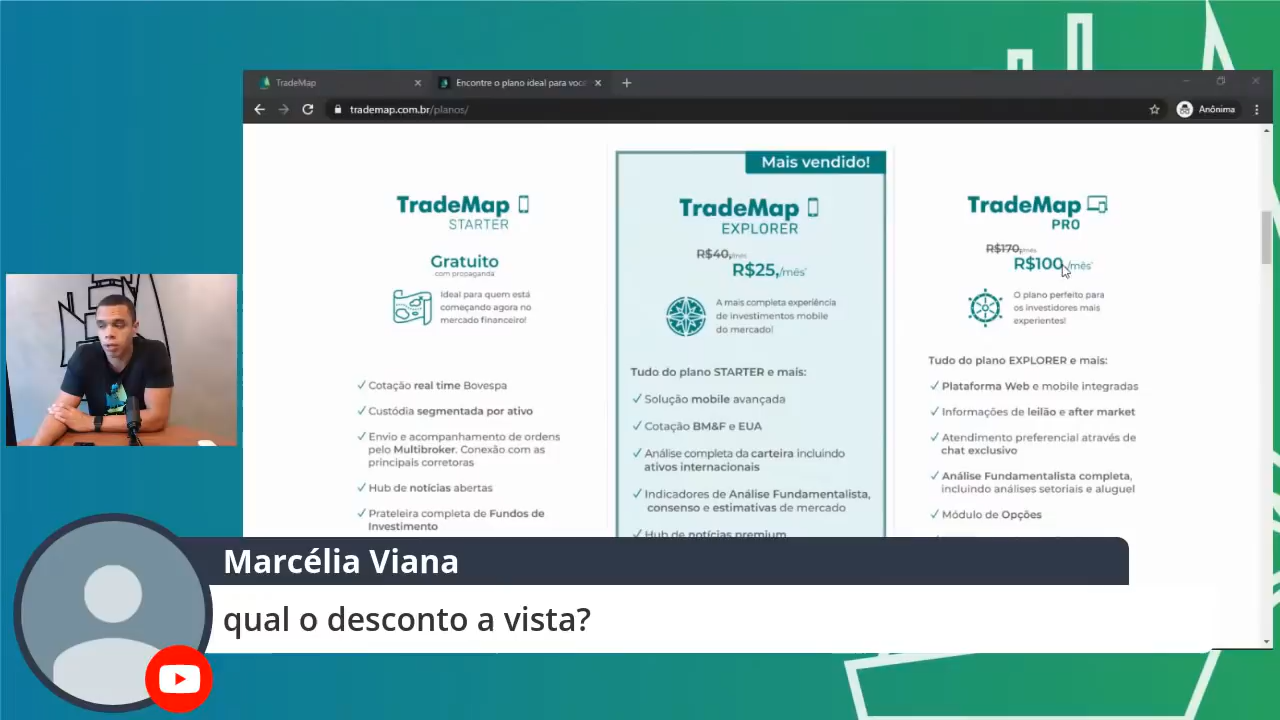 TradeMap
Encontre o plano ideal para você
trademap.com.br/planos/
Anônima
Mais vendido!
TradeMap
STARTER
Gratuito
com propaganda
Ideal para quem está
começando agora no
mercado financeiro!
✓ Cotação real time Bovespa
✓ Custódia segmentada por ativo
✓ Envio e acompanhamento de ordens
pelo Multibroker. Conexão com as
principais corretoras
✓ Hub de notícias abertas
✓ Prateleira completa de Fundos de
Investimento
TradeMap
EXPLORER
R$40,/mês
R$25,/mês*
A mais completa experiência
de investimentos mobile
do mercado!
Tudo do plano STARTER e mais:
✓ Solução mobile avançada
✓ Cotação BM&F e EUA
✓ Análise completa da carteira incluindo
ativos internacionais
✓ Indicadores de Análise Fundamentalista,
consenso e estimativas de mercado
✓ Hub de notícias premium
TradeMap
PRO
R$170,/mês
R$100,/mês*
O plano perfeito para
os investidores mais
experientes!
Tudo do plano EXPLORER e mais:
✓ Plataforma Web e mobile integradas
✓ Informações de leilão e after market
✓ Atendimento preferencial através de
chat exclusivo
✓ Análise Fundamentalista completa,
incluindo análises setoriais e aluguel
✓ Módulo de Opções
Marcélia Viana
qual o desconto a vista?